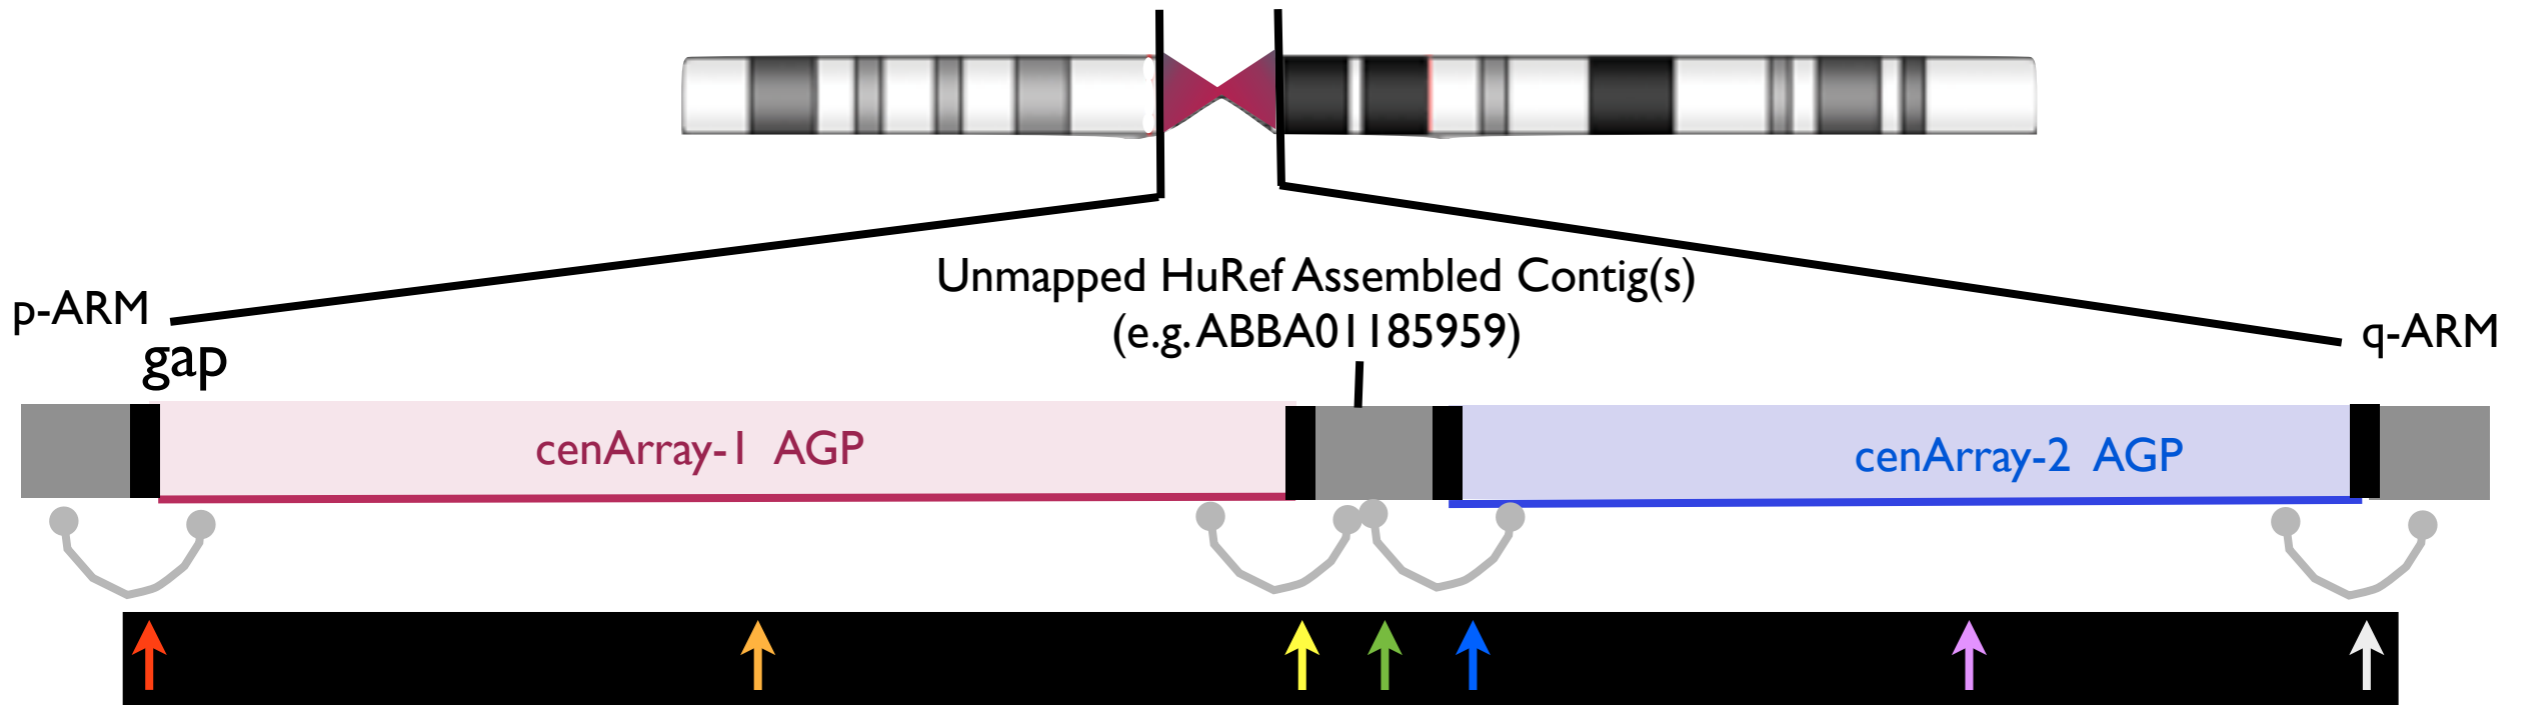 Unmapped HuRef Assembled Contig(s)
(e.g. ABBA01185959)
p-ARM
q-ARM
gap
cenArray-1 AGP
cenArray-2 AGP